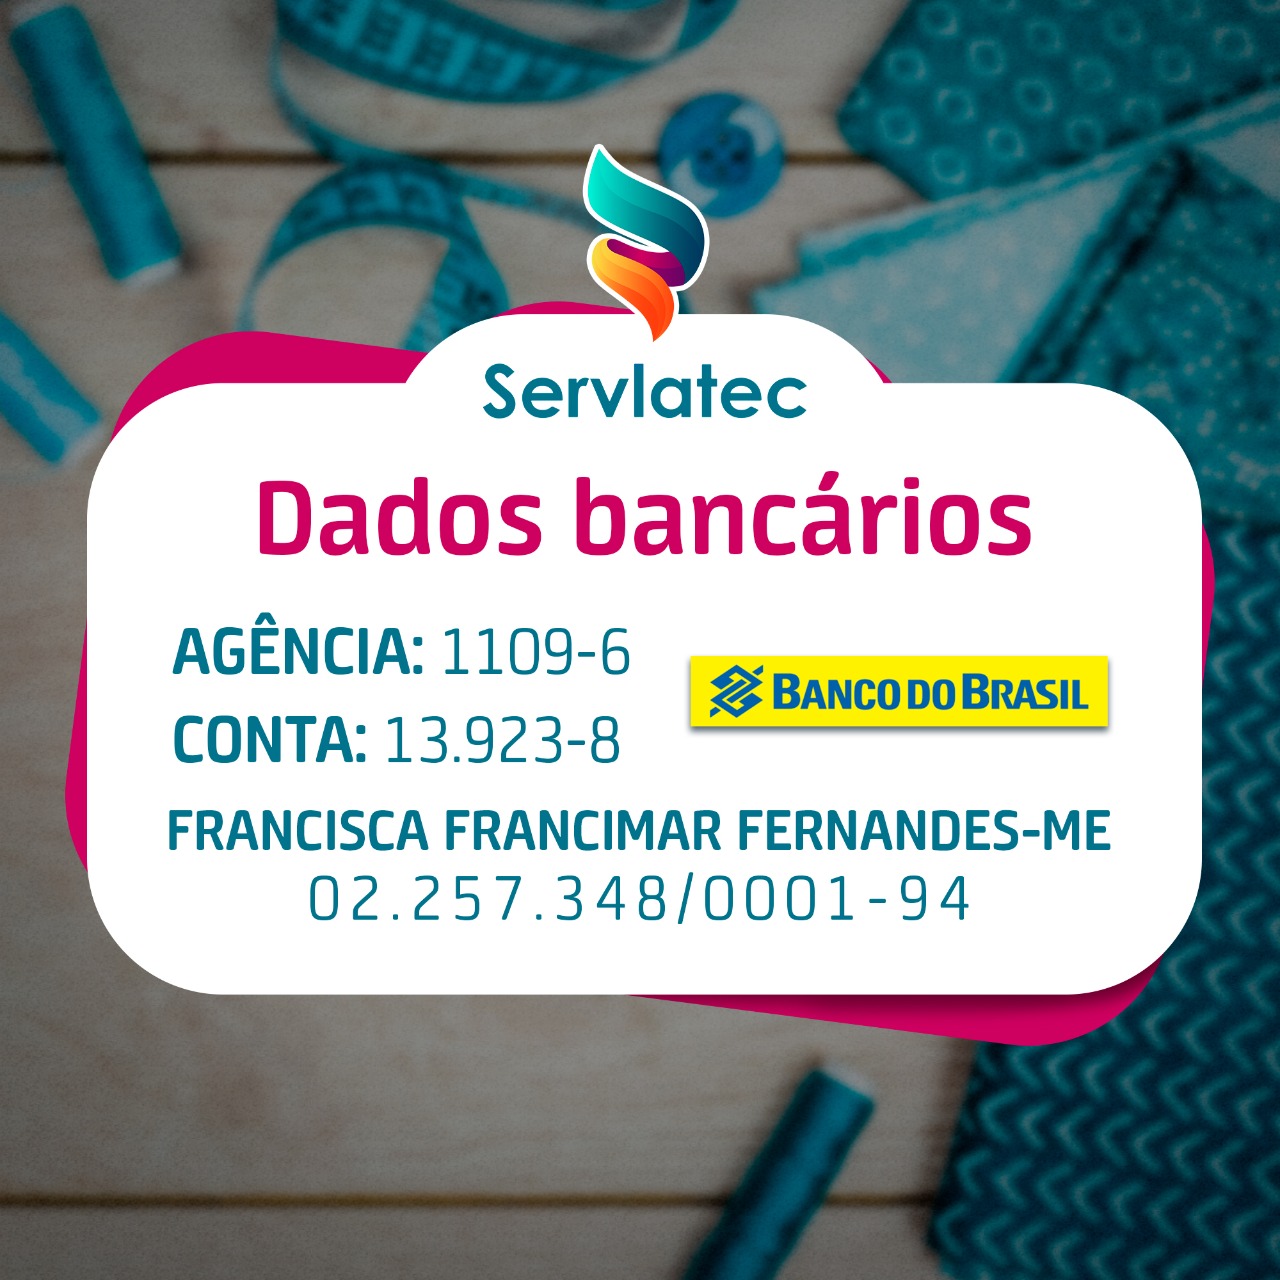 Servlatec
Dados bancários
AGÊNCIA: 1109-6
BANCO DO BRASIL
CONTA: 13.923-8
FRANCISCA FRANCIMAR FERNANDES-ME
02.257.348/0001-94